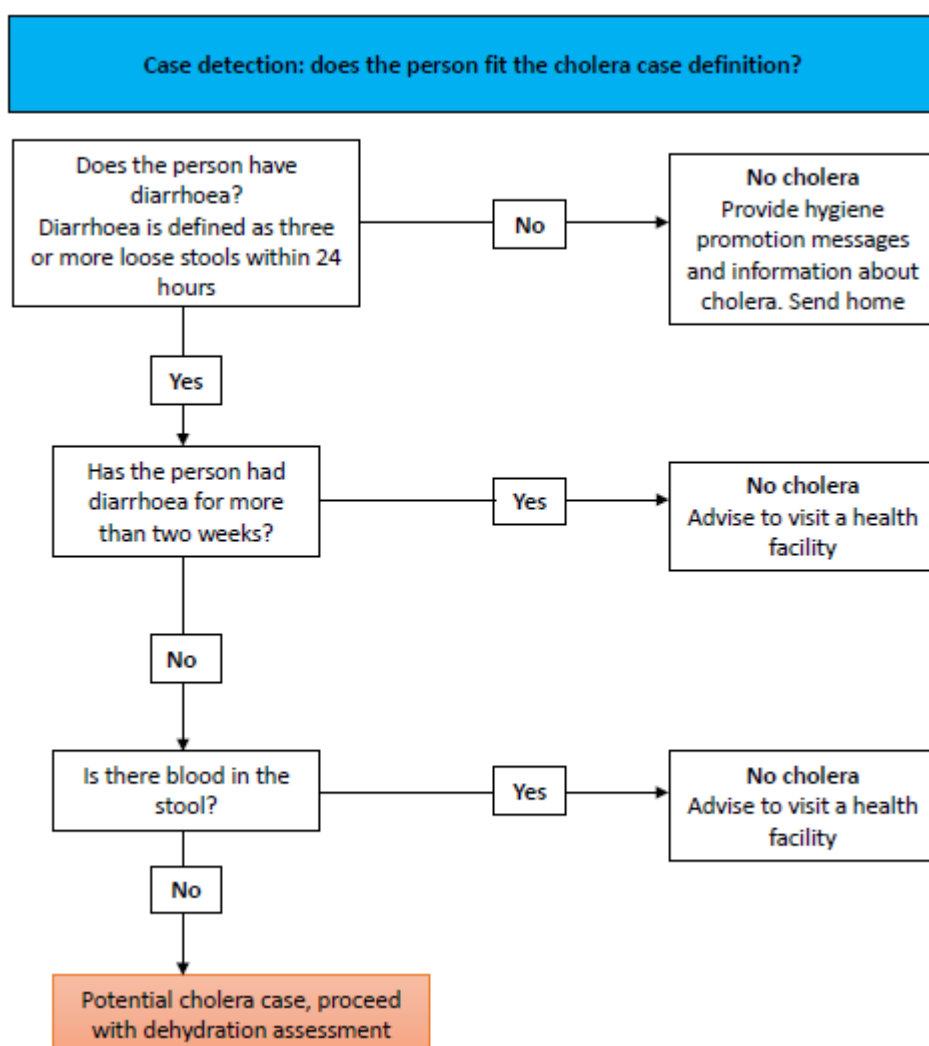 Case detection: does the person fit the cholera case definition?
Does the person have
diarrhoea?
Diarrhoea is defined as three
or more loose stools within 24
hours
No
No cholera
Provide hygiene
promotion messages
and information about
cholera. Send home
Yes
Has the person had
diarrhoea for more
than two weeks?
Yes
No cholera
Advise to visit a health
facility
No
Is there blood in the
stool?
Yes
No cholera
Advise to visit a health
facility
No
Potential cholera case, proceed
with dehydration assessment